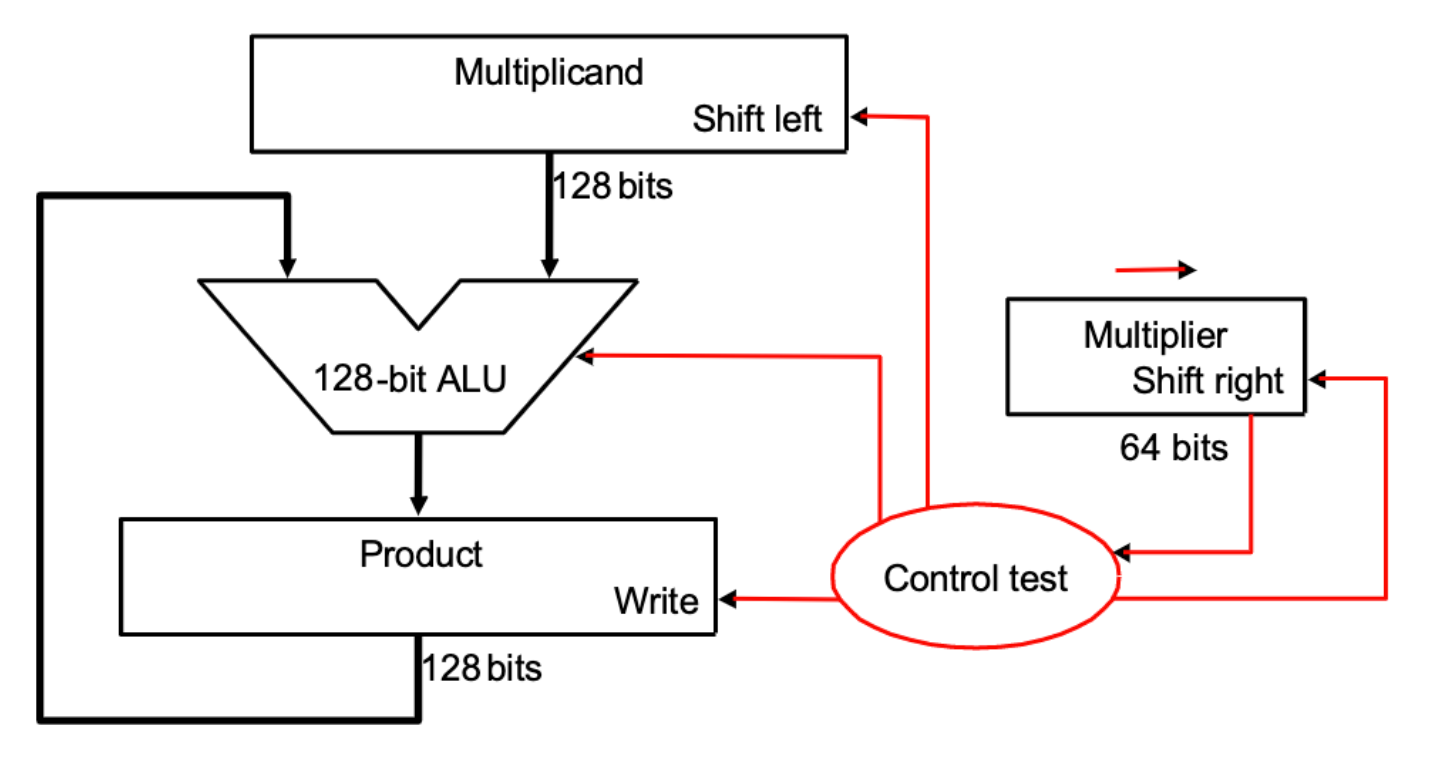 Multiplicand
Shift left
128 bits
128-bit ALU
Multiplier
Shift right
64 bits
Product
Write
Control test
128 bits